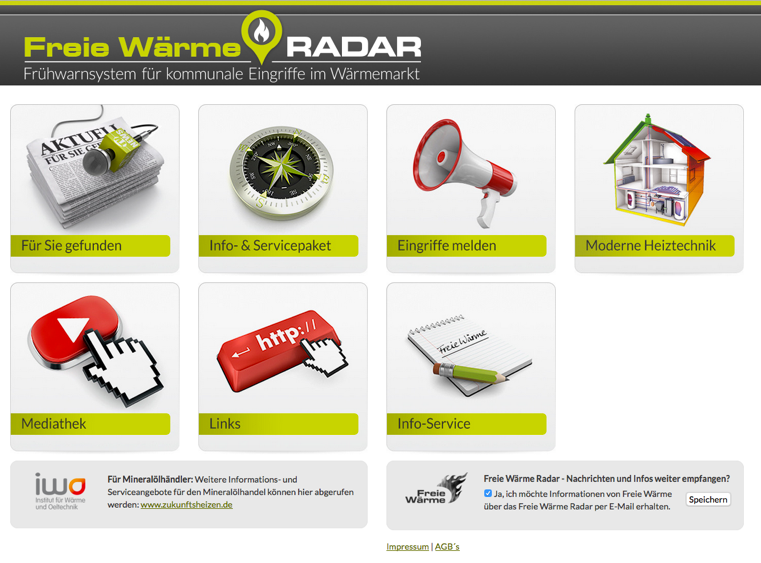 Freie Wärme RADAR
Frühwarnsystem für kommunale Eingriffe im Wärmemarkt
AKTUELL
FÜR SIE GE
Für Sie gefunden
Info- & Servicepaket
Eingriffe melden
Moderne Heiztechnik
http://
Freie Wärme
Mediathek
Links
Info-Service
iwo
Institut für Wärme
und Oeltechnik
Für Mineralölhändler: Weitere Informations- und
Serviceangebote für den Mineralölhandel können hier abgerufen
werden: www.zukunftsheizen.de
Freie
Wärme
Freie Wärme Radar - Nachrichten und Infos weiter empfangen?
Ja, ich möchte Informationen von Freie Wärme
über das Freie Wärme Radar per E-Mail erhalten.
Speichern
Impressum | AGB´s